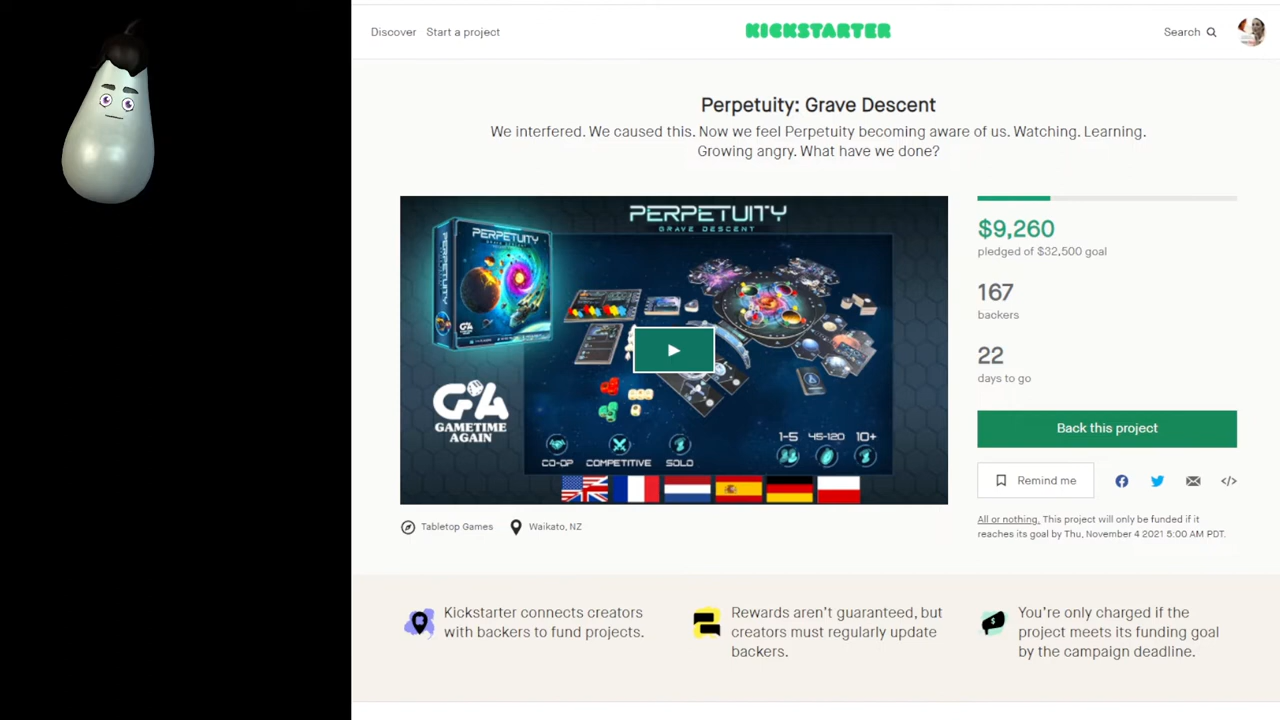 Discover Start a project
KICKSTARTER
Search
Perpetuity: Grave Descent
We interfered. We caused this. Now we feel Perpetuity becoming aware of us. Watching. Learning.
Growing angry. What have we done?
PERPETUITY
GRAVE DESCENT
PERPETUITY
GRAVE DESCENT
G4
GAMETIME
AGAIN
CO-OP COMPETITIVE SOLO
1-5 45-120 10+
Tabletop Games Waikato, NZ
$9,260
pledged of $32,500 goal
167
backers
22
days to go
Back this project
Remind me
All or nothing. This project will only be funded if it
reaches its goal by Thu, November 4 2021 5:00 AM PDT.
Kickstarter connects creators
with backers to fund projects.
Rewards aren't guaranteed, but
creators must regularly update
backers.
You're only charged if the
project meets its funding goal
by the campaign deadline.